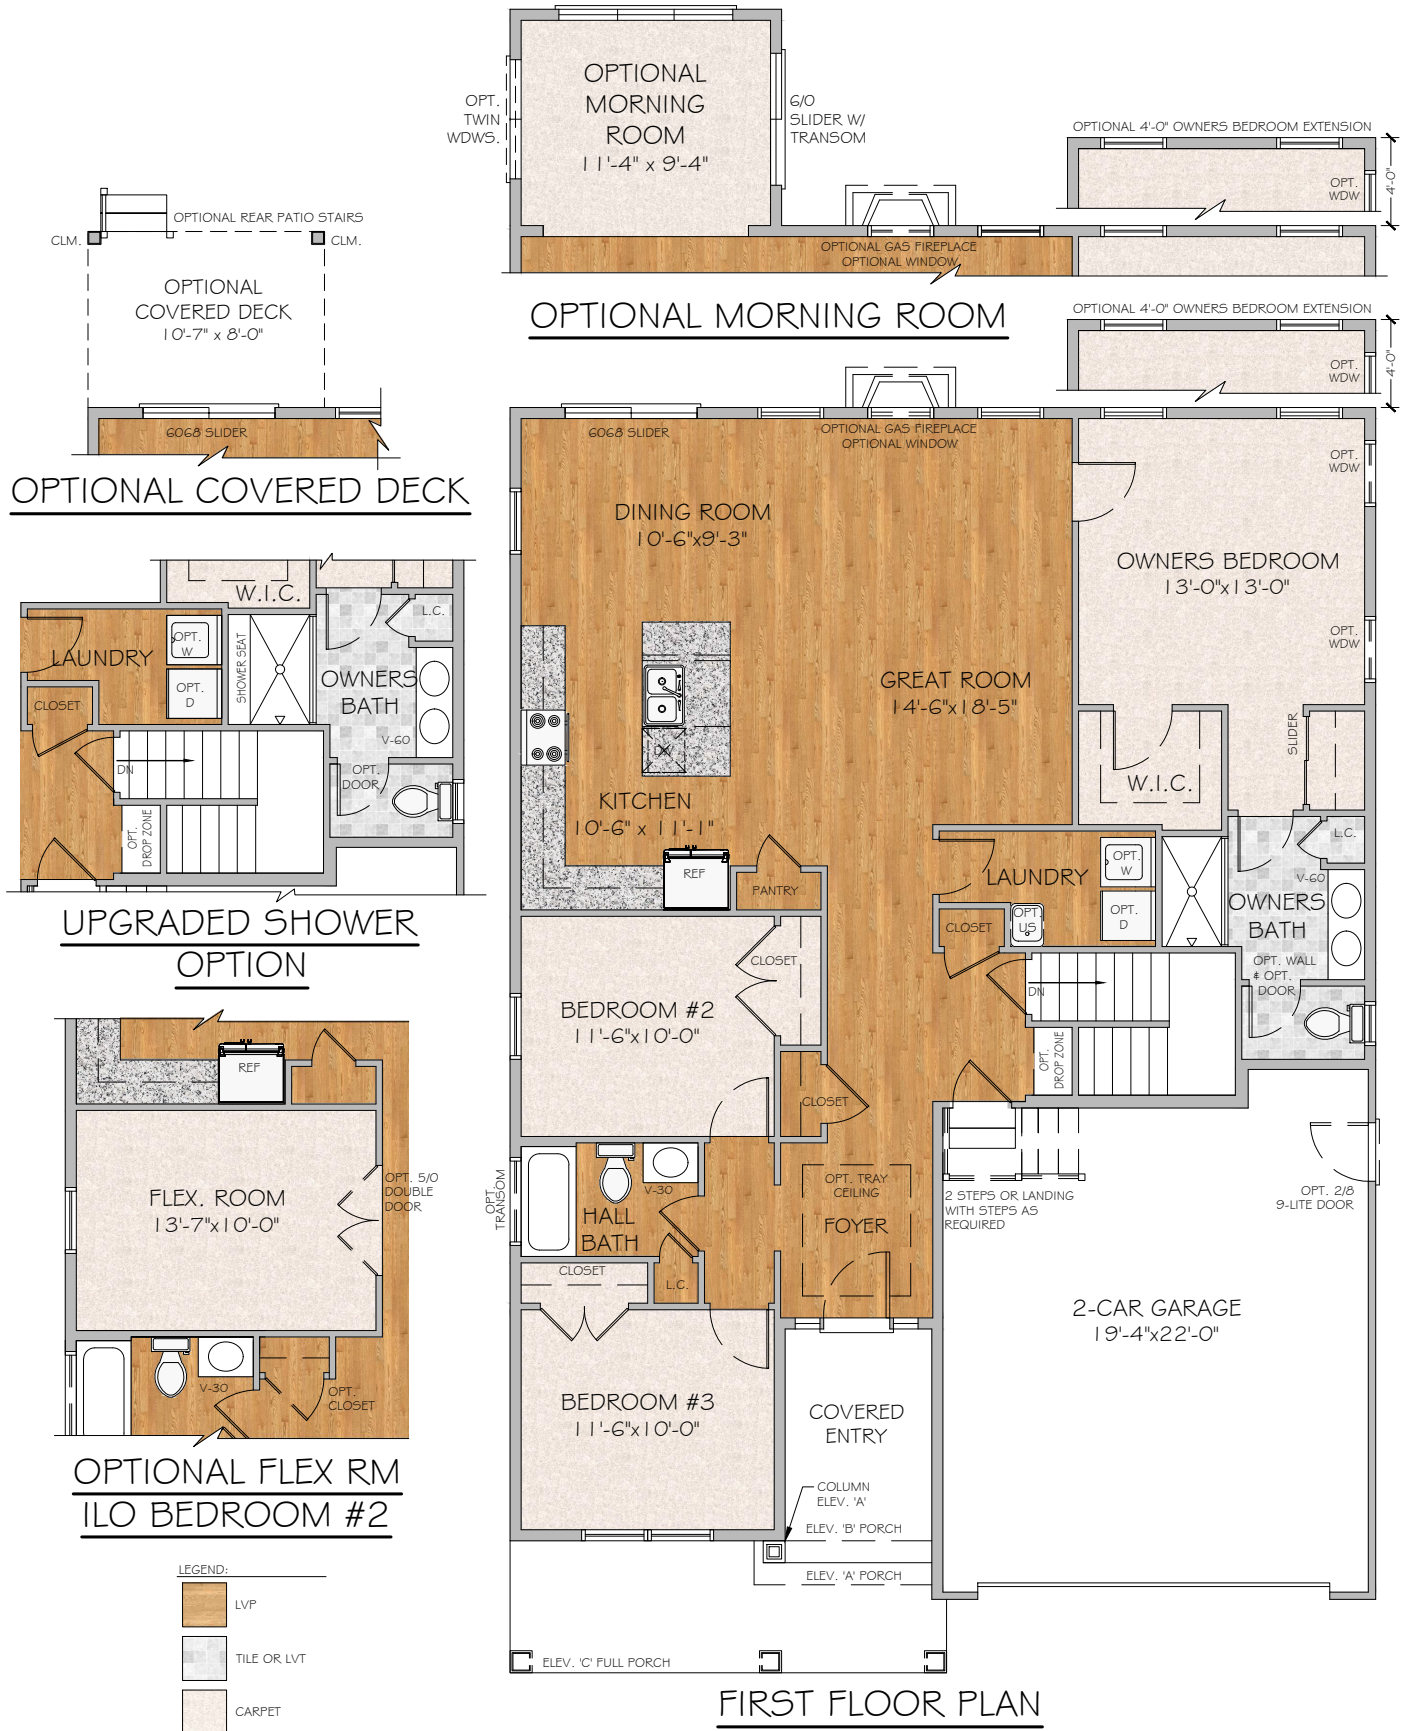 OPTIONAL
MORNING
ROOM
11'-4" x 9'-4"
OPT.
TWIN
WDWS.
6/0
SLIDER W/
TRANSOM
OPTIONAL 4'-0" OWNERS BEDROOM EXTENSION
OPT.
WDW
4'-0"
OPTIONAL GAS FIREPLACE
OPTIONAL WINDOW
OPTIONAL MORNING ROOM
OPTIONAL REAR PATIO STAIRS
CLM.
CLM.
OPTIONAL
COVERED DECK
10'-7" x 8'-0"
6068 SLIDER
OPTIONAL COVERED DECK
OPTIONAL 4'-0" OWNERS BEDROOM EXTENSION
OPT.
WDW
4'-0"
6068 SLIDER
OPTIONAL GAS FIREPLACE
OPTIONAL WINDOW
OPT.
WDW
DINING ROOM
10'-6"x9'-3"
OWNERS BEDROOM
13'-0"x13'-0"
OPT.
WDW
GREAT ROOM
14'-6"x18'-5"
SLIDER
W.I.C.
DW
KITCHEN
10'-6" x 11'-1"
REF
PANTRY
LAUNDRY
OPT.
W
OPT.
D
OPT.
US
CLOSET
L.C.
V-60
OWNERS
BATH
OPT. WALL
& OPT.
DOOR
DN
OPT.
DROP ZONE
CLOSET
BEDROOM #2
11'-6"x10'-0"
CLOSET
OPT.
TRANSOM
V-30
HALL
BATH
OPT. TRAY
CEILING
FOYER
CLOSET
L.C.
2 STEPS OR LANDING
WITH STEPS AS
REQUIRED
OPT. 2/8
9-LITE DOOR
2-CAR GARAGE
19'-4"x22'-0"
BEDROOM #3
11'-6"x10'-0"
COVERED
ENTRY
COLUMN
ELEV. 'A'
ELEV. 'B' PORCH
ELEV. 'A' PORCH
ELEV. 'C' FULL PORCH
FIRST FLOOR PLAN
W.I.C.
L.C.
LAUNDRY
OPT.
W
OPT.
D
SHOWER SEAT
OWNERS
BATH
V-60
CLOSET
DN
OPT.
DOOR
OPT.
DROP ZONE
UPGRADED SHOWER
OPTION
REF
FLEX. ROOM
13'-7"x10'-0"
OPT. 5/0
DOUBLE
DOOR
V-30
OPT.
CLOSET
OPTIONAL FLEX RM
ILO BEDROOM #2
LEGEND:
LVP
TILE OR LVT
CARPET